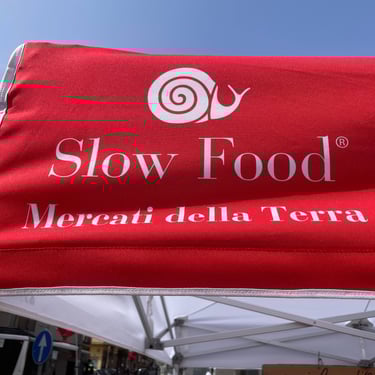 Slow Food®
Mercati della Terra